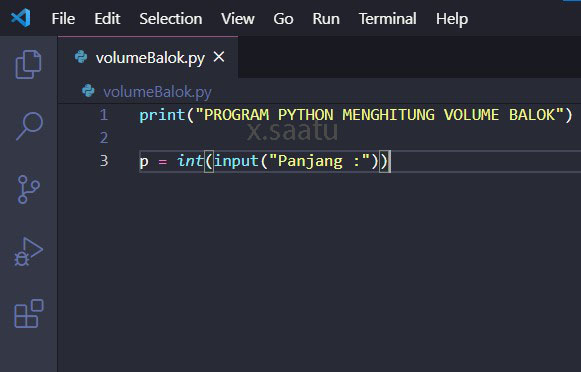 File Edit Selection View Go Run Terminal Help
volumeBalok.py
volumeBalok.py
1 print("PROGRAM PYTHON MENGHITUNG VOLUME BALOK")
x.saatu
2
3 p = int(input("Panjang :"))